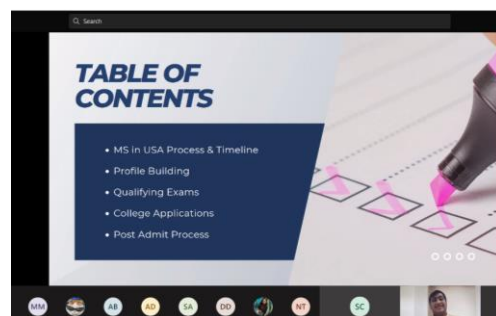 Search
TABLE OF
CONTENTS
• MS in USA Process & Timeline
• Profile Building
• Qualifying Exams
• College Applications
• Post Admit Process
MM
AB
AD
SA
DD
NT
SC